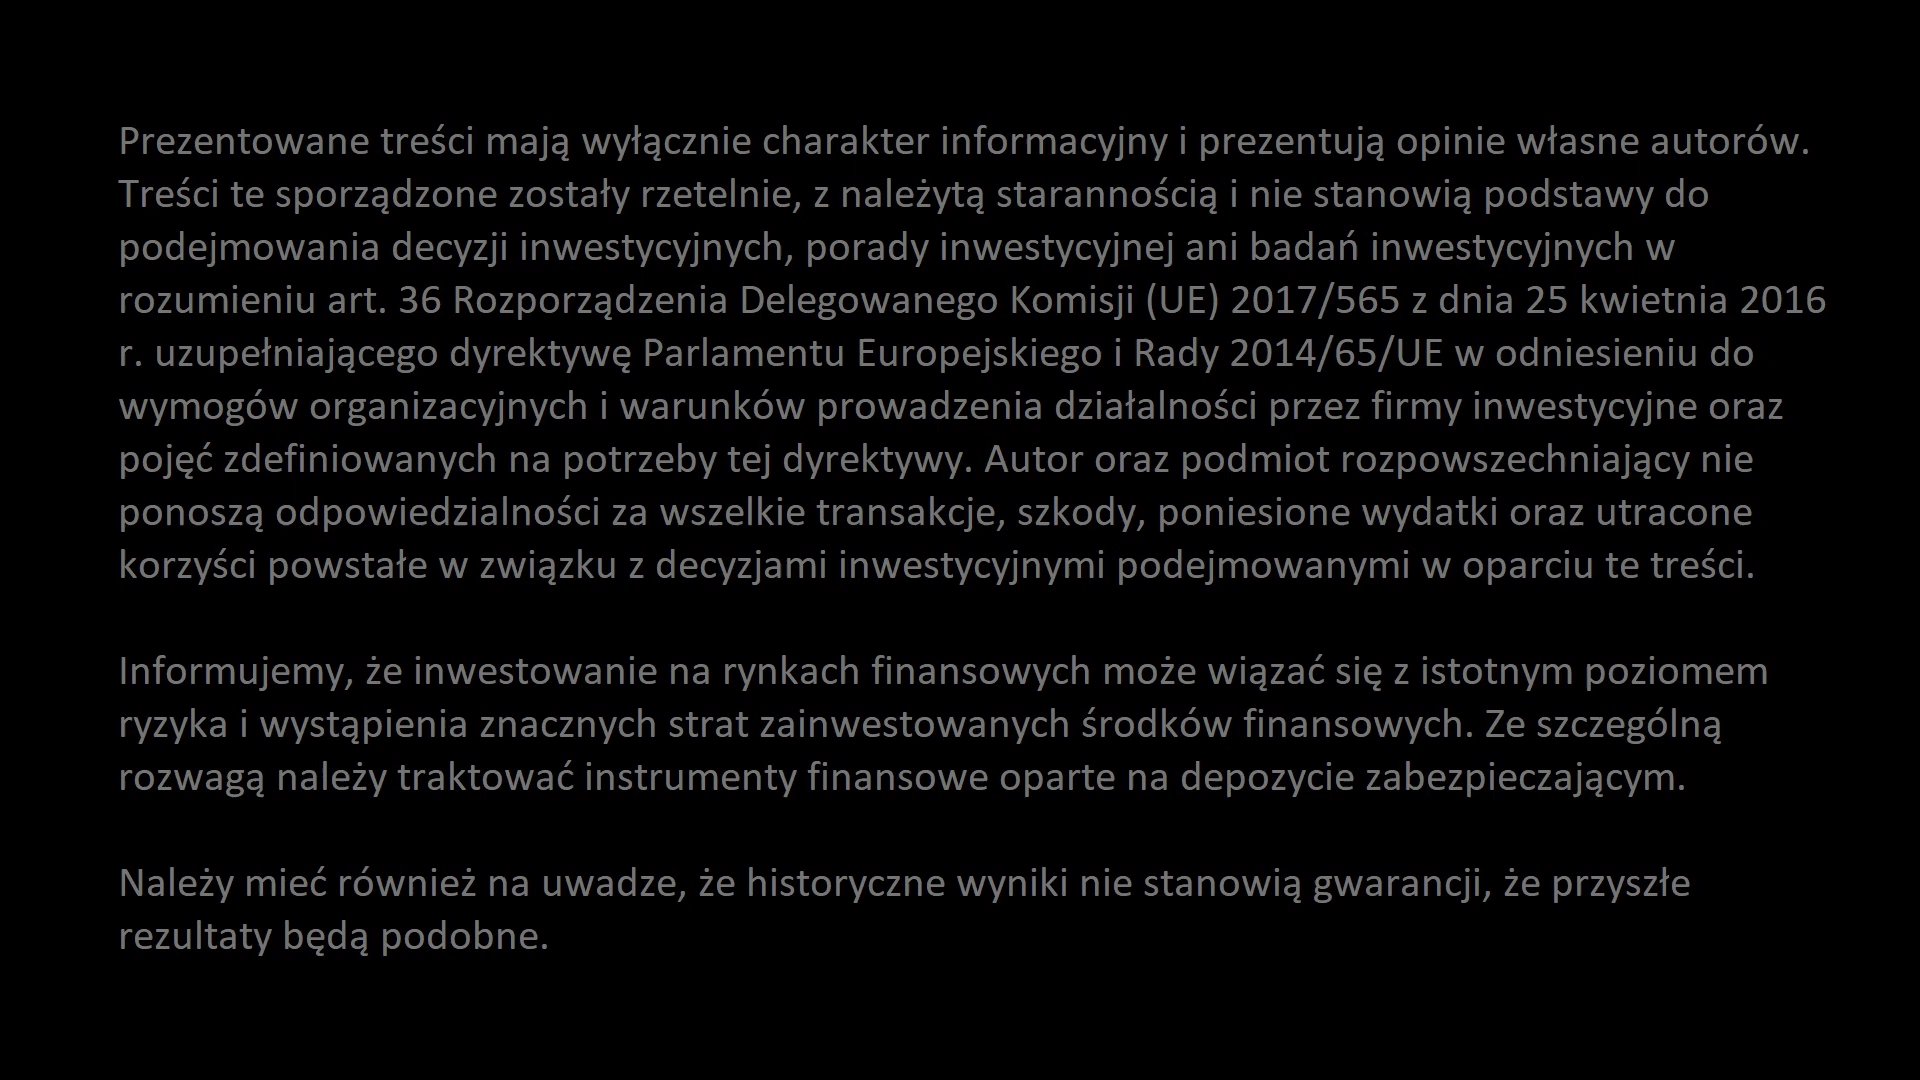 Prezentowane treści mają wyłącznie charakter informacyjny i prezentują opinie własne autorów.
Treści te sporządzone zostały rzetelnie, z należytą starannością i nie stanowią podstawy do
podejmowania decyzji inwestycyjnych, porady inwestycyjnej ani badań inwestycyjnych w
rozumieniu art. 36 Rozporządzenia Delegowanego Komisji (UE) 2017/565 z dnia 25 kwietnia 2016
r. uzupełniającego dyrektywę Parlamentu Europejskiego i Rady 2014/65/UE w odniesieniu do
wymogów organizacyjnych i warunków prowadzenia działalności przez firmy inwestycyjne oraz
pojęć zdefiniowanych na potrzeby tej dyrektywy. Autor oraz podmiot rozpowszechniający nie
ponoszą odpowiedzialności za wszelkie transakcje, szkody, poniesione wydatki oraz utracone
korzyści powstałe w związku z decyzjami inwestycyjnymi podejmowanymi w oparciu te treści.
Informujemy, że inwestowanie na rynkach finansowych może wiązać się z istotnym poziomem
ryzyka i wystąpienia znacznych strat zainwestowanych środków finansowych. Ze szczególną
rozwagą należy traktować instrumenty finansowe oparte na depozycie zabezpieczającym.
Należy mieć również na uwadze, że historyczne wyniki nie stanowią gwarancji, że przyszłe
rezultaty będą podobne.